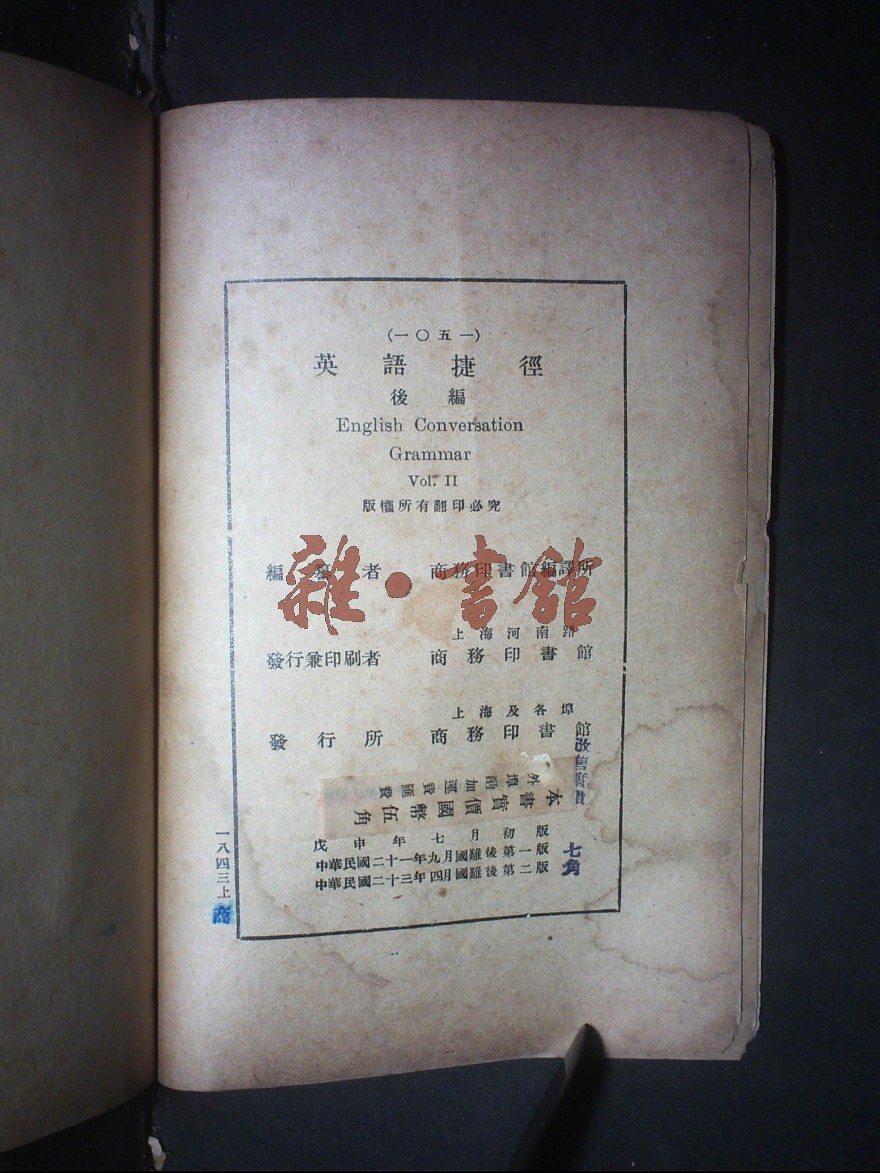 (一〇五一)
英語捷徑
後編
English Conversation
Grammar
Vol. II
版權所有翻印必究
編纂者 商務印書館編譯所
雜·書館
上海河南路
發行兼印刷者 商務印書館
上海及各埠
發行所 商務印書館
本書實價國幣伍角
外埠酌加運費匯費
改售實價
七角
戊申年七月初版
中華民國二十一年九月國難後第一版
中華民國二十三年四月國難後第二版
一八四三上